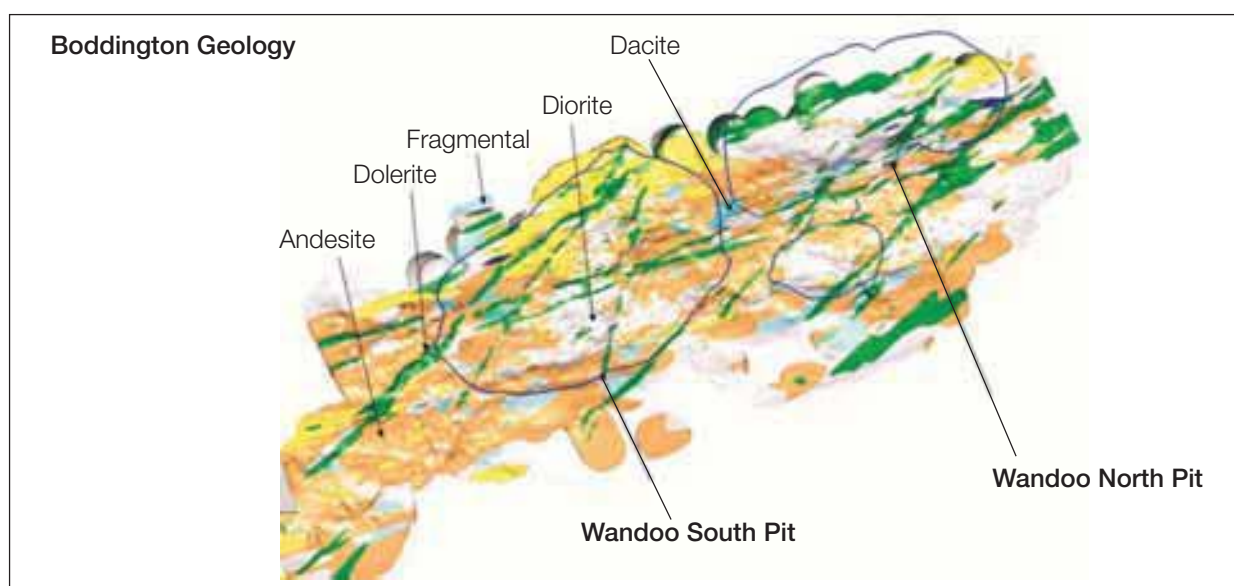 Boddington Geology
Dacite
Diorite
Fragmental
Dolerite
Andesite
Wandoo North Pit
Wandoo South Pit